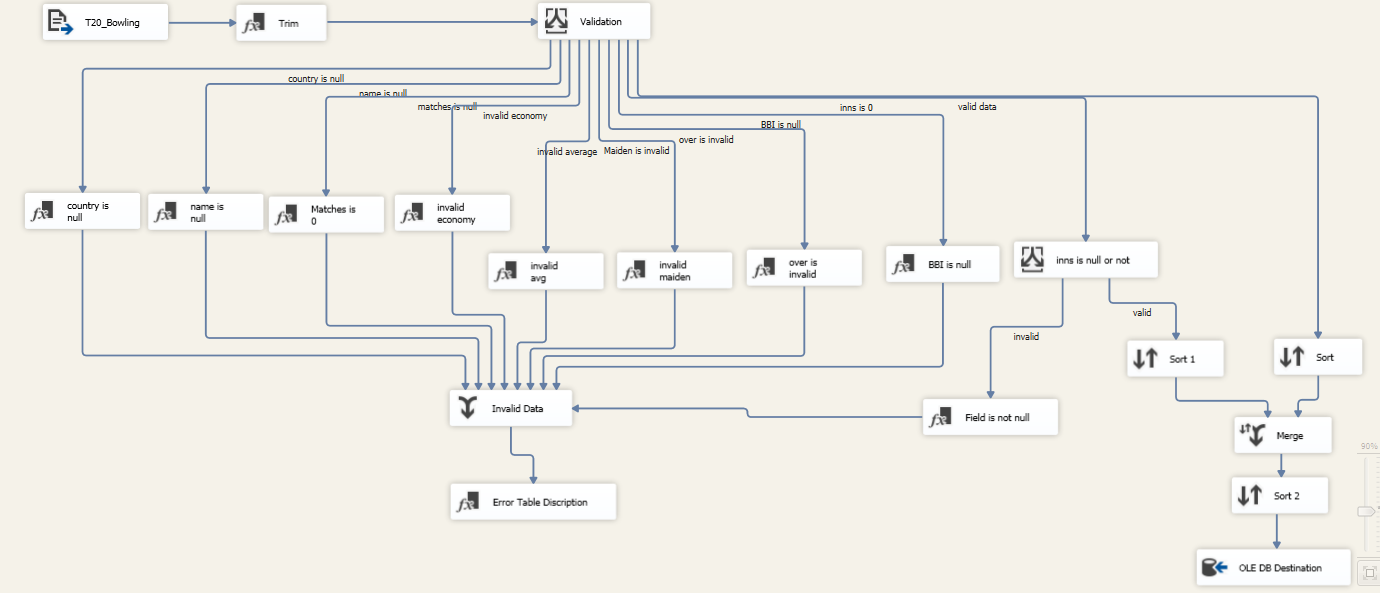 T20_Bowling
Trim
Validation
country is null
name is null
matches is null
invalid economy
invalid average
Maiden is invalid
over is invalid
BBI is null
inns is 0
valid data
country is
null
name is
null
Matches is
0
invalid
economy
invalid
avg
invalid
maiden
over is
invalid
BBI is null
inns is null or not
invalid
valid
Sort 1
Sort
Invalid Data
Field is not null
Merge
90%
Error Table Discription
Sort 2
OLE DB Destination